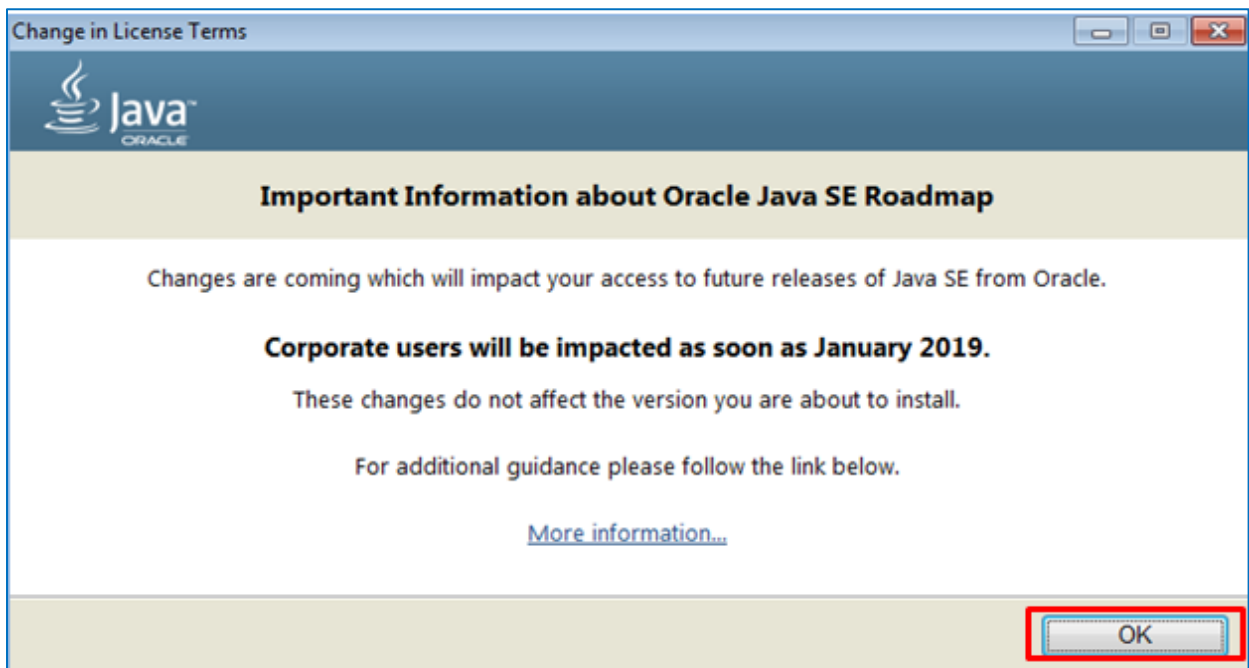 Change in License Terms
Java™
ORACLE
Important Information about Oracle Java SE Roadmap
Changes are coming which will impact your access to future releases of Java SE from Oracle.
Corporate users will be impacted as soon as January 2019.
These changes do not affect the version you are about to install.
For additional guidance please follow the link below.
More information...
OK